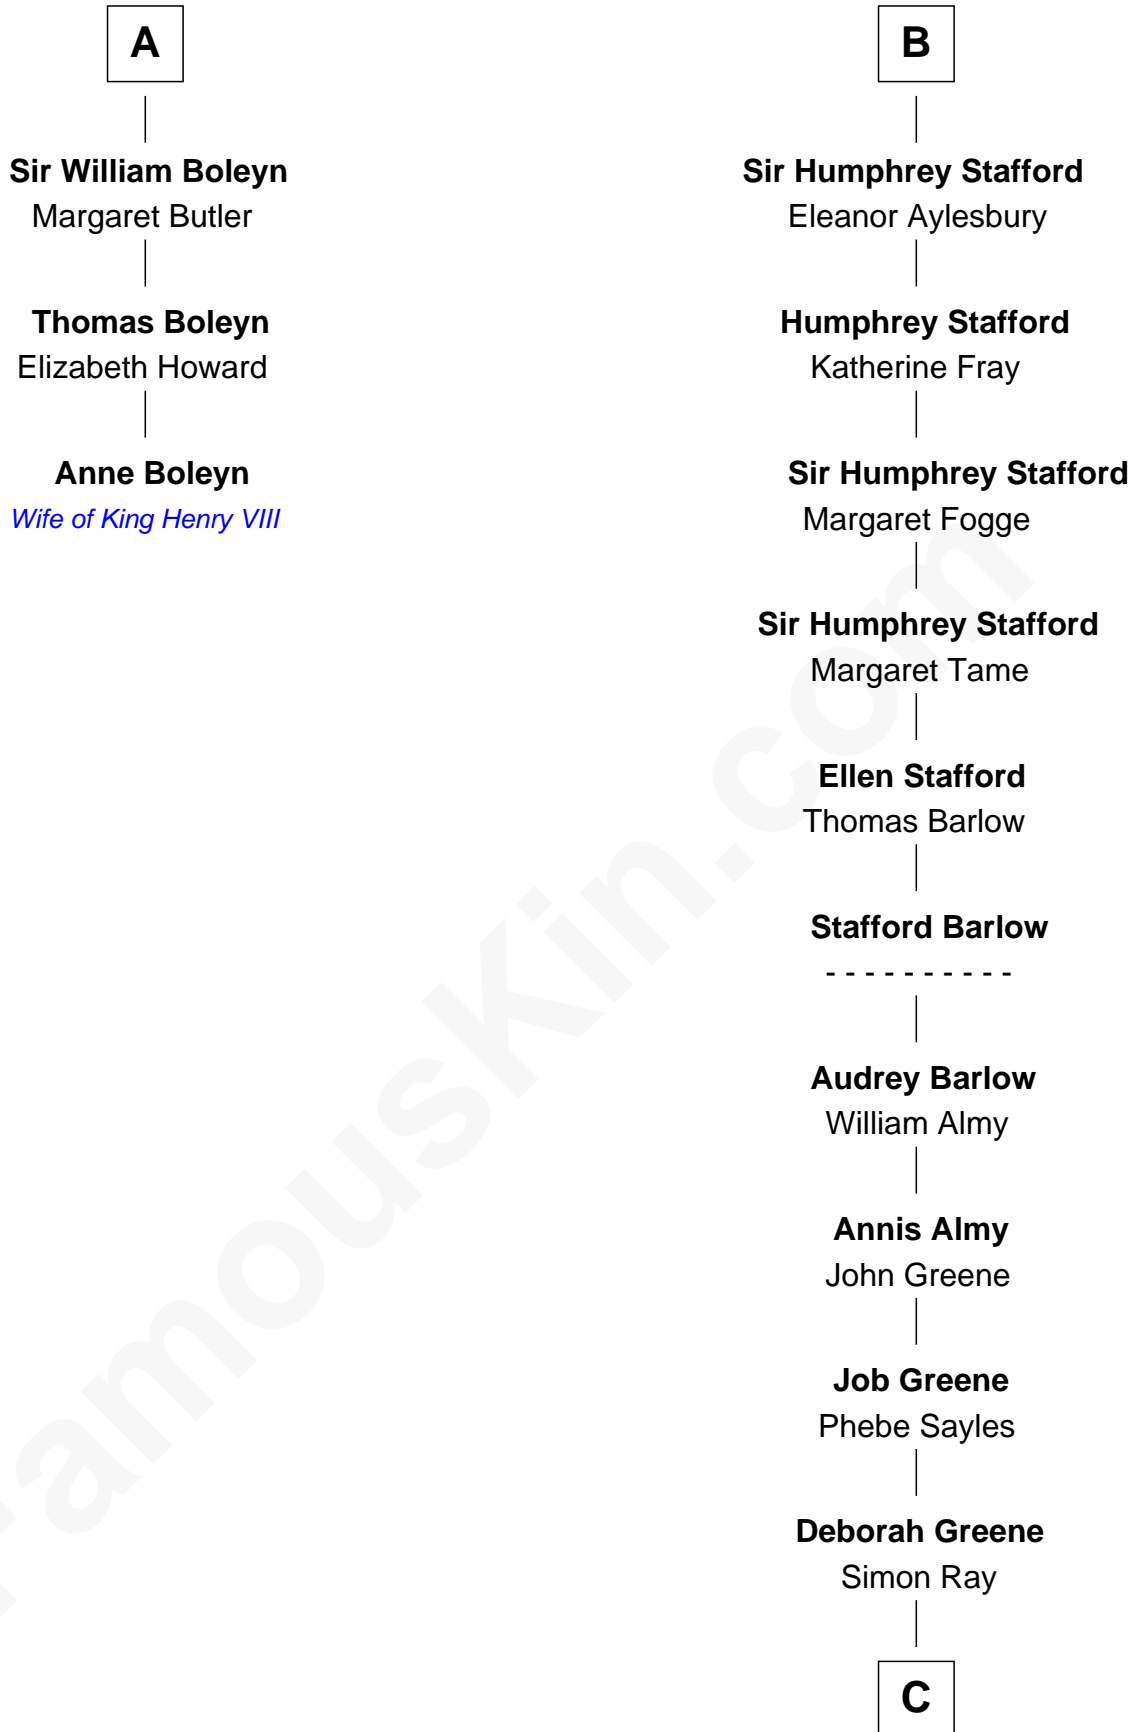 A
Sir William Boleyn
Margaret Butler
Thomas Boleyn
Elizabeth Howard
Anne Boleyn
Wife of King Henry VIII
B
Sir Humphrey Stafford
Eleanor Aylesbury
Humphrey Stafford
Katherine Fray
Sir Humphrey Stafford
Margaret Fogge
Sir Humphrey Stafford
Margaret Tame
Ellen Stafford
Thomas Barlow
Stafford Barlow
- - - - - - - - - -
Audrey Barlow
William Almy
Annis Almy
John Greene
Job Greene
Phebe Sayles
Deborah Greene
Simon Ray
C
FamousKin.com